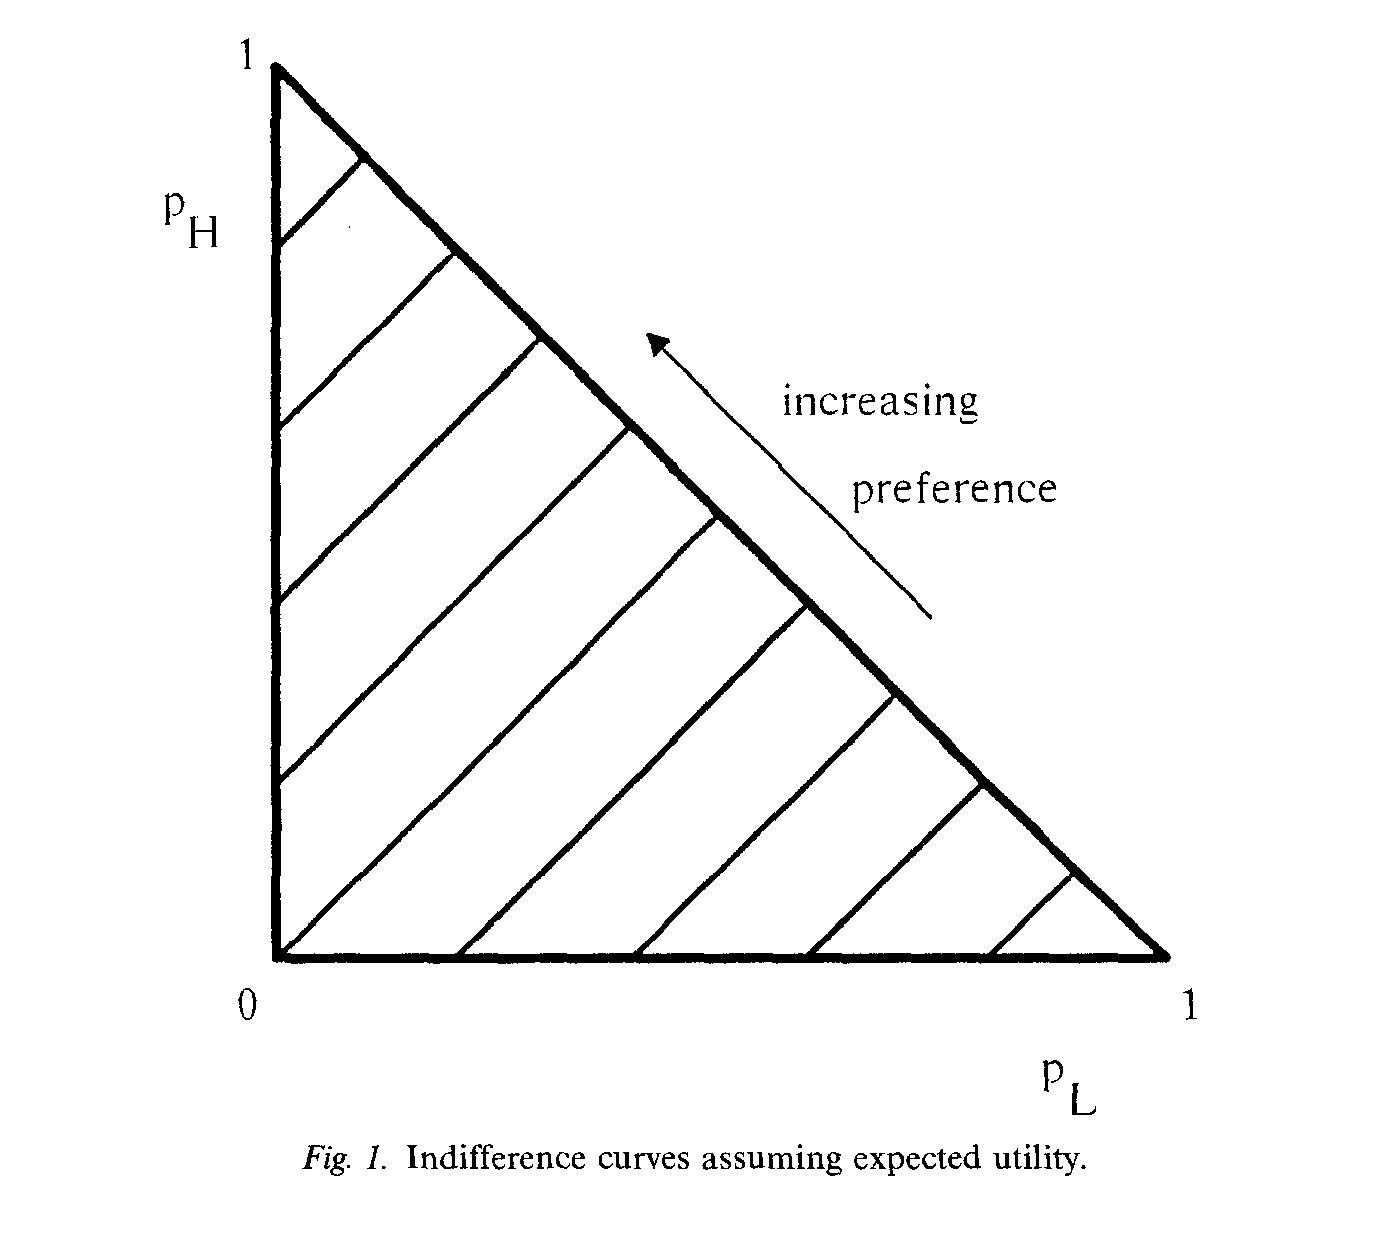 1
p
H
increasing
preference
0
1
p
L
Fig. 1. Indifference curves assuming expected utility.